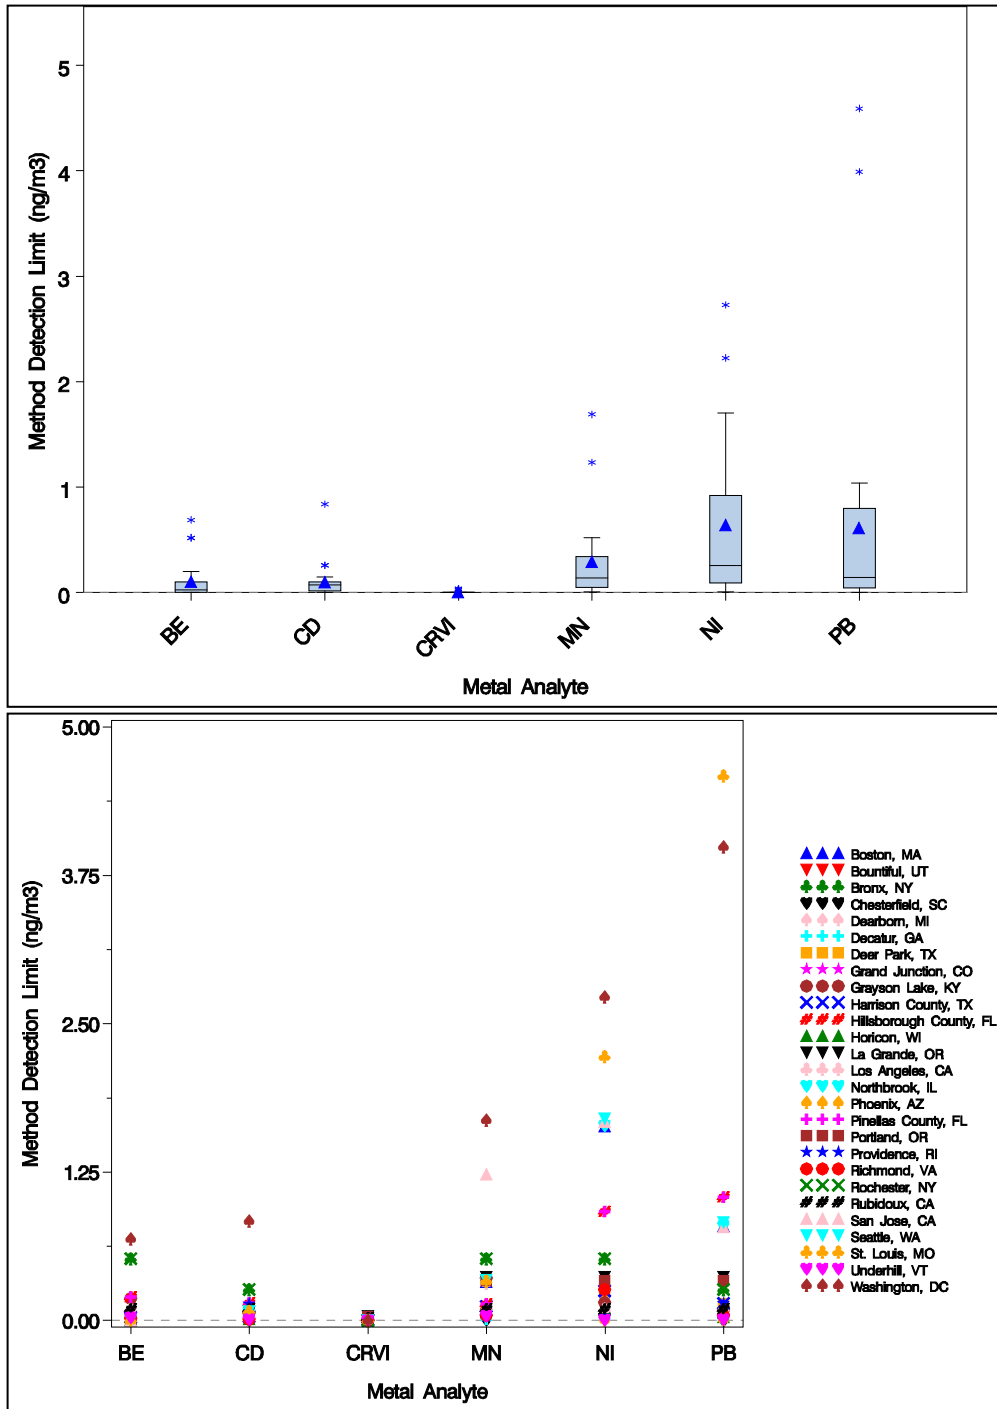 5
4
3
2
1
0
Method Detection Limit (ng/m3)
BE CD CRVI MN NI PB
Metal Analyte
5.00
3.75
2.50
1.25
0.00
Method Detection Limit (ng/m3)
BE CD CRVI MN NI PB
Metal Analyte
Boston, MA
Bountiful, UT
Bronx, NY
Chesterfield, SC
Dearborn, MI
Decatur, GA
Deer Park, TX
Grand Junction, CO
Grayson Lake, KY
Harrison County, TX
Hillsborough County, FL
Horicon, WI
La Grande, OR
Los Angeles, CA
Northbrook, IL
Phoenix, AZ
Pinellas County, FL
Portland, OR
Providence, RI
Richmond, VA
Rochester, NY
Rubidoux, CA
San Jose, CA
Seattle, WA
St. Louis, MO
Underhill, VT
Washington, DC